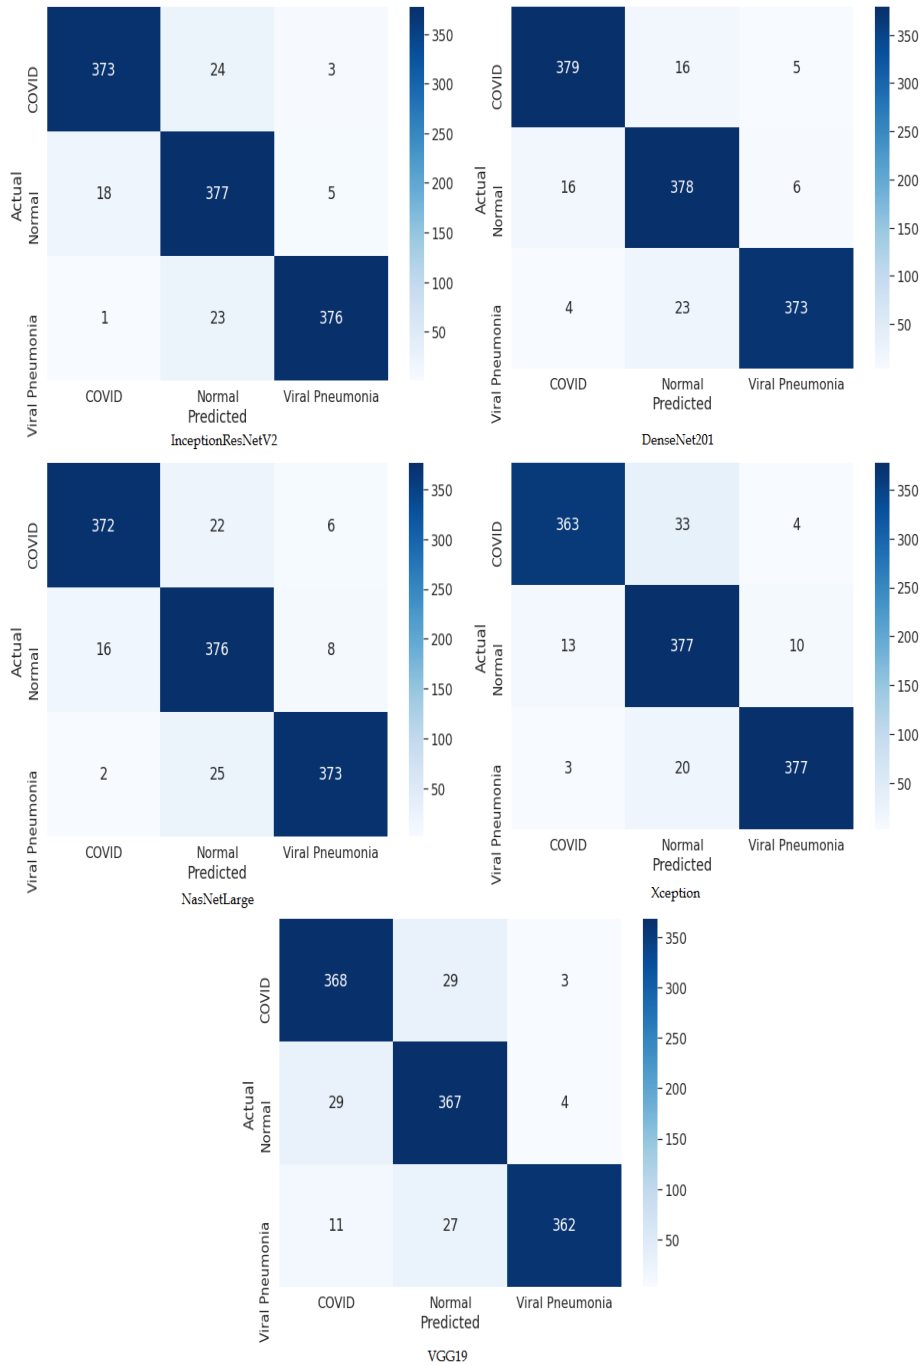 COVID
Normal
Viral Pneumonia
Actual
373 24 3
18 377 5
1 23 376
COVID Normal Viral Pneumonia
Predicted
350
300
250
200
150
100
50
InceptionResNetV2
COVID
Normal
Viral Pneumonia
Actual
379 16 5
16 378 6
4 23 373
COVID Normal Viral Pneumonia
Predicted
350
300
250
200
150
100
50
DenseNet201
COVID
Normal
Viral Pneumonia
Actual
372 22 6
16 376 8
2 25 373
COVID Normal Viral Pneumonia
Predicted
350
300
250
200
150
100
50
NasNetLarge
COVID
Normal
Viral Pneumonia
Actual
363 33 4
13 377 10
3 20 377
COVID Normal Viral Pneumonia
Predicted
350
300
250
200
150
100
50
Xception
COVID
Normal
Viral Pneumonia
Actual
368 29 3
29 367 4
11 27 362
COVID Normal Viral Pneumonia
Predicted
350
300
250
200
150
100
50
VGG19